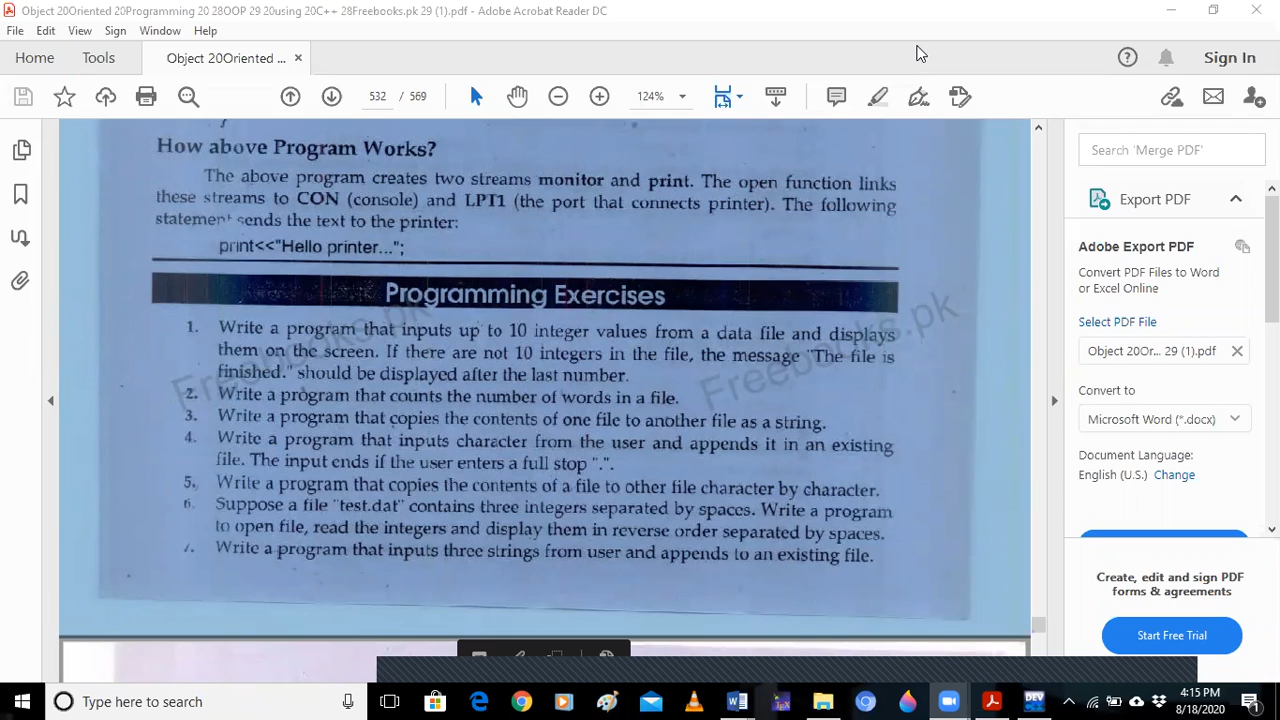 Object 20Oriented 20Programming 20 28OOP 29 20using 20C++ 28Freebooks.pk 29 (1).pdf - Adobe Acrobat Reader DC
File Edit View Sign Window Help
Home Tools Object 20Oriented ... × Sign In
532 / 569 124%
How above Program Works?
The above program creates two streams monitor and print. The open function links
these streams to CON (console) and LPT1 (the port that connects printer). The following
statement sends the text to the printer:
print<<"Hello printer...";
Programming Exercises
1. Write a program that inputs up to 10 integer values from a data file and displays
them on the screen. If there are not 10 integers in the file, the message "The file is
finished." should be displayed after the last number.
2. Write a program that counts the number of words in a file.
3. Write a program that copies the contents of one file to another file as a string.
4. Write a program that inputs character from the user and appends it in an existing
file. The input ends if the user enters a full stop ".".
5. Write a program that copies the contents of a file to other file character by character.
6. Suppose a file "test.dat" contains three integers separated by spaces. Write a program
to open file, read the integers and display them in reverse order separated by spaces.
7. Write a program that inputs three strings from user and appends to an existing file.
Freebooks.pk
Freebooks.pk
Search 'Merge PDF'
Export PDF
Adobe Export PDF
Convert PDF Files to Word
or Excel Online
Select PDF File
Object 20Or... 29 (1).pdf
Convert to
Microsoft Word (*.docx)
Document Language:
English (U.S.) Change
Create, edit and sign PDF
forms & agreements
Start Free Trial
Type here to search
DEV
4:15 PM
8/18/2020